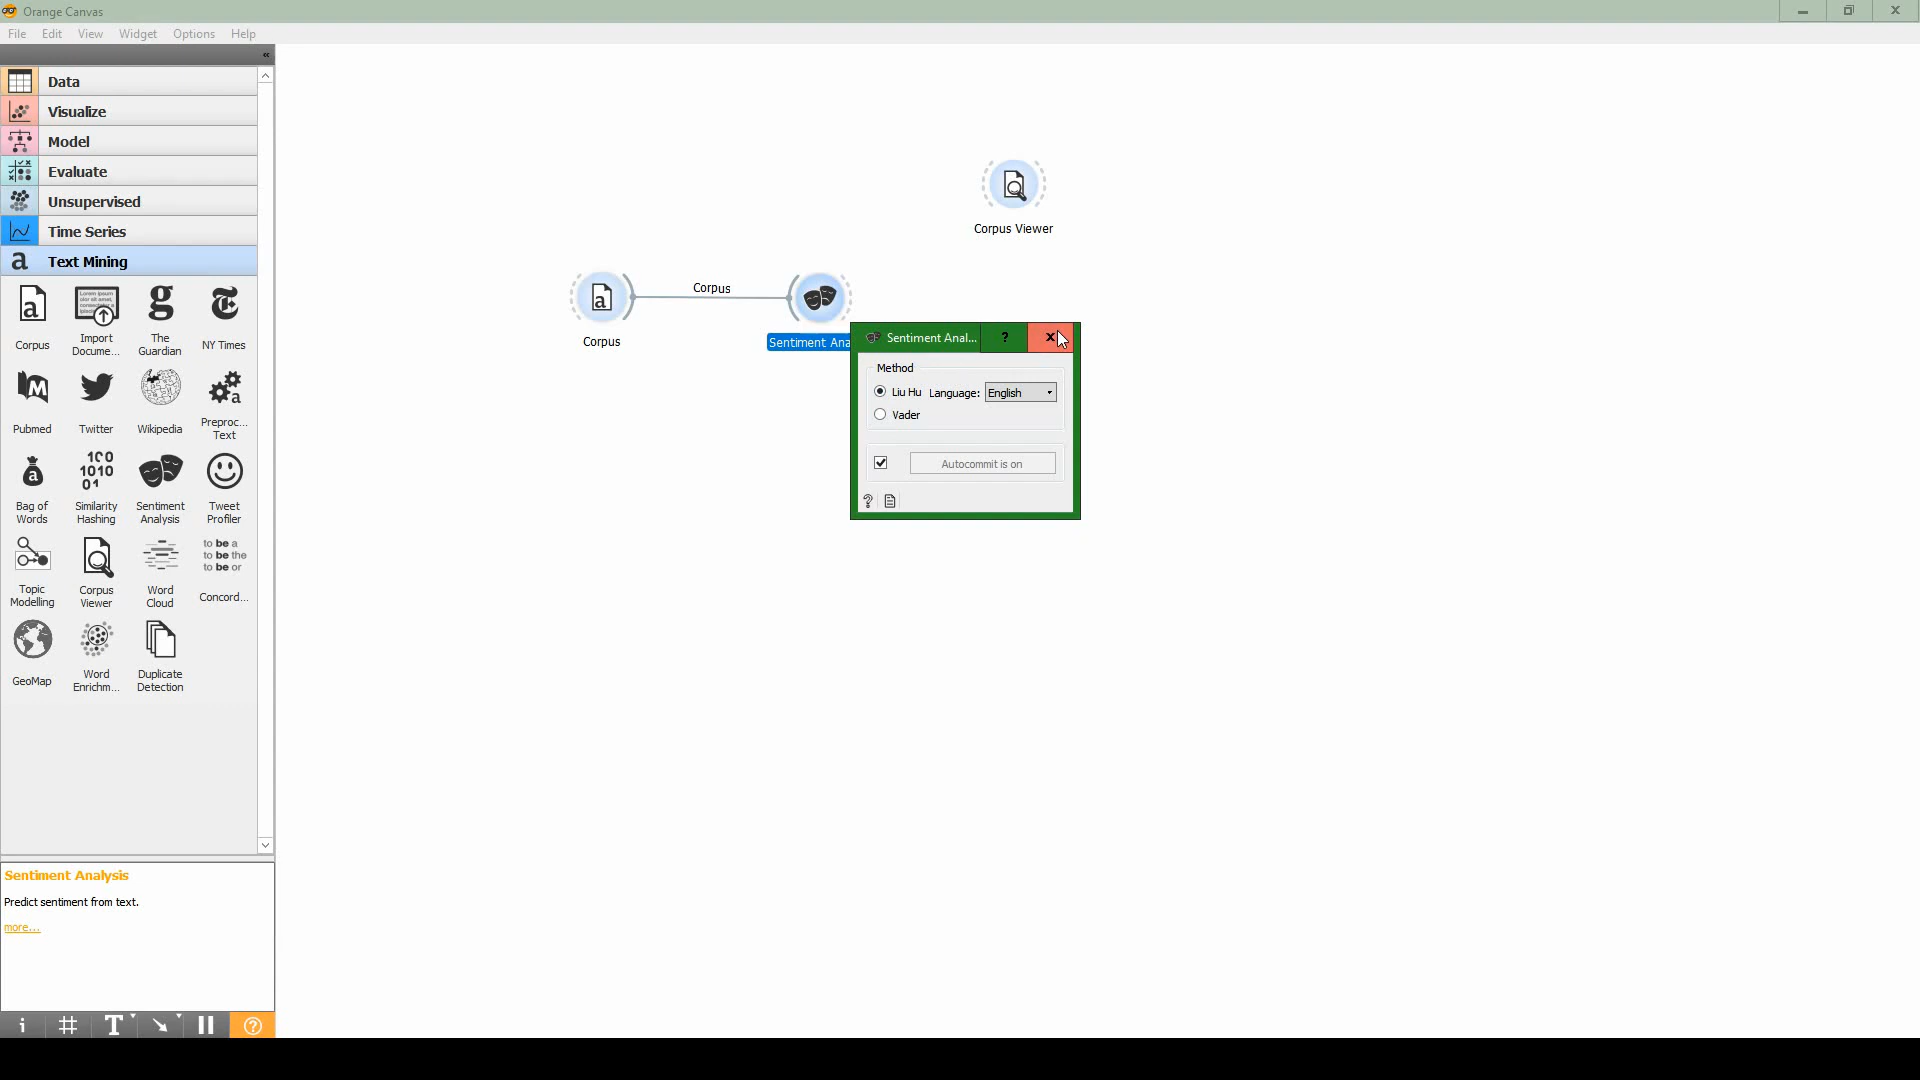 Orange Canvas
File Edit View Widget Options Help
«
Data
Visualize
Model
Evaluate
Unsupervised
Time Series
a Text Mining
Corpus
Import
Docume...
The
Guardian
NY Times
Pubmed
Twitter
Wikipedia
Preproc...
Text
Bag of
Words
Similarity
Hashing
Sentiment
Analysis
Tweet
Profiler
Topic
Modelling
Corpus
Viewer
Word
Cloud
to be a
to be the
to be or
Concord...
GeoMap
Word
Enrichm...
Duplicate
Detection
Sentiment Analysis
Predict sentiment from text.
more...
Corpus Viewer
Corpus
Corpus
Sentiment Ana
Sentiment Anal... ? x
Method
Liu Hu Language: English
Vader
Autocommit is on
?
i # T ?